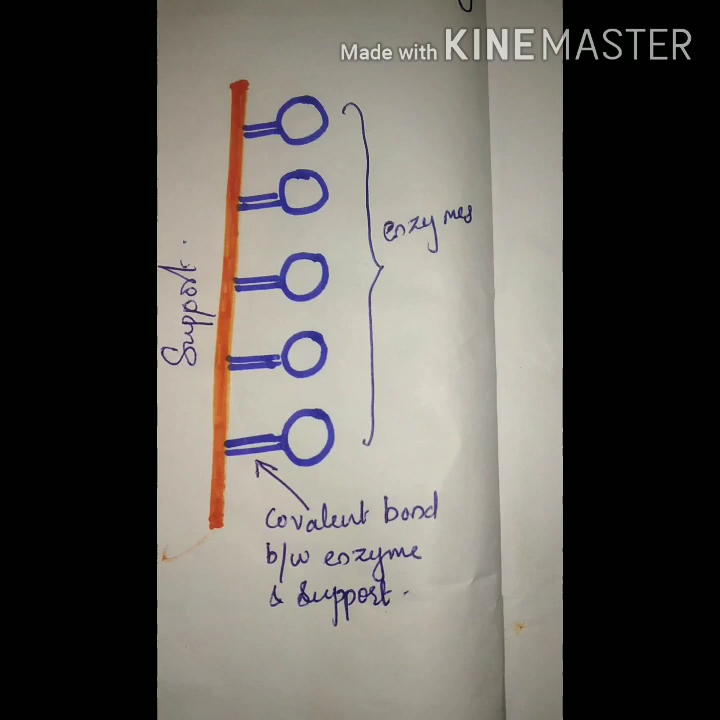 Made with KINEMASTER
enzymes
Support.
Covalent bond
b/w enzyme
& Support.